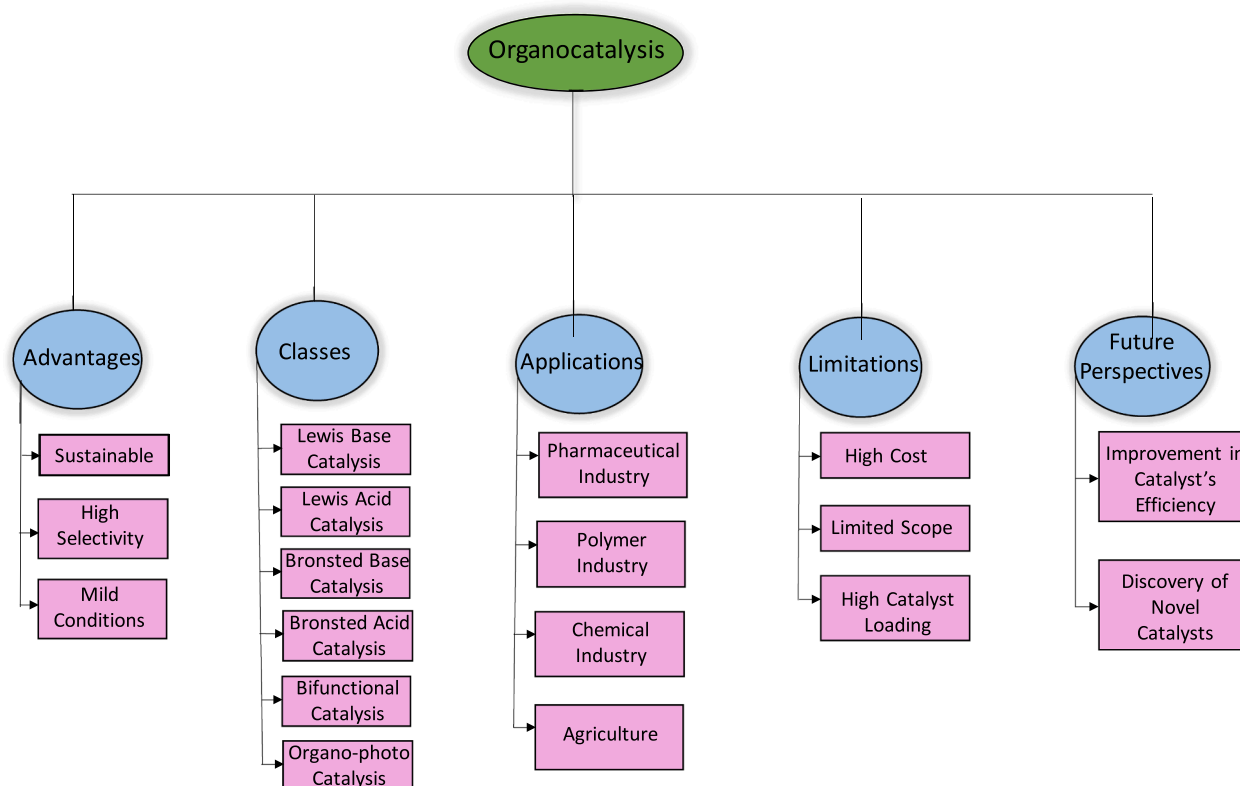 Organocatalysis
Advantages
Sustainable
High
Selectivity
Mild
Conditions
Classes
Lewis Base
Catalysis
Lewis Acid
Catalysis
Bronsted Base
Catalysis
Bronsted Acid
Catalysis
Bifunctional
Catalysis
Organo-photo
Catalysis
Applications
Pharmaceutical
Industry
Polymer
Industry
Chemical
Industry
Agriculture
Limitations
High Cost
Limited Scope
High Catalyst
Loading
Future
Perspectives
Improvement in
Catalyst’s
Efficiency
Discovery of
Novel
Catalysts